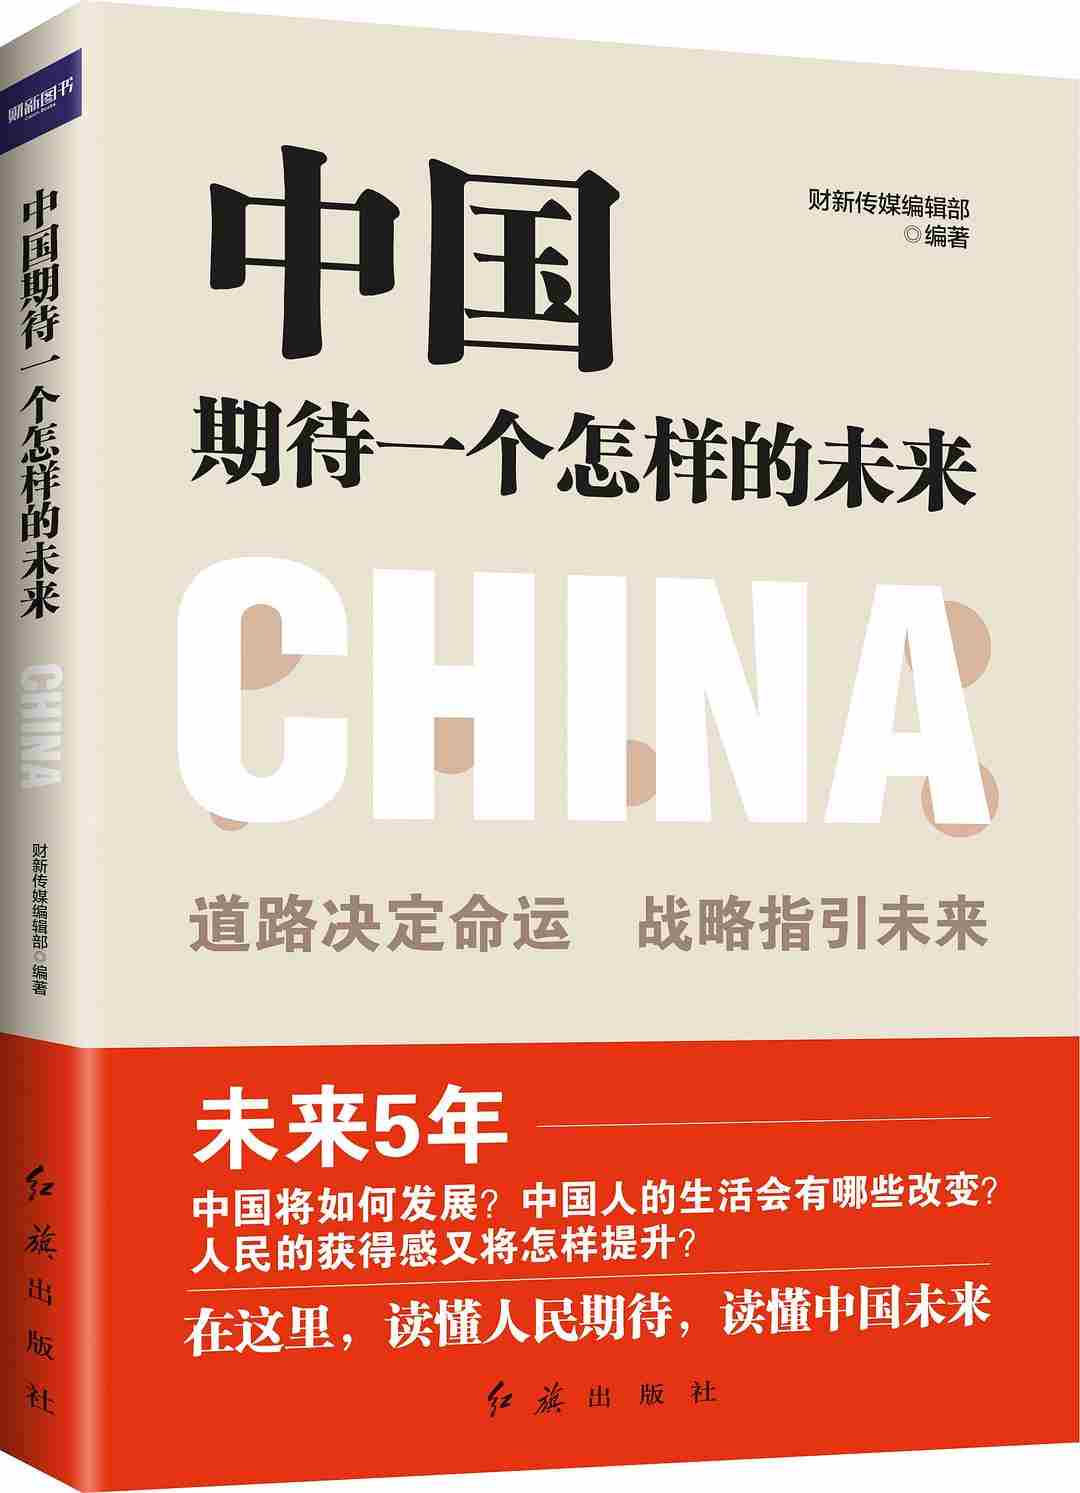 财新图书
中国期待一个怎样的未来
CHINA
财新传媒编辑部◎编著
红旗出版社
中国
财新传媒编辑部
◎编著
期待一个怎样的未来
CHINA
道路决定命运 战略指引未来
未来5年
中国将如何发展？中国人的生活会有哪些改变？
人民的获得感又将怎样提升？
在这里，读懂人民期待，读懂中国未来
红旗出版社